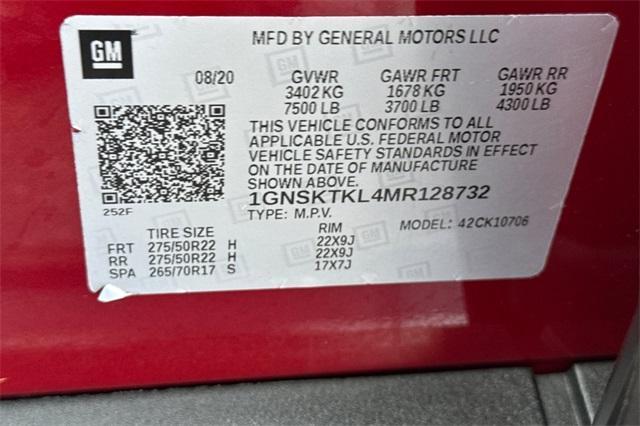 GM
MFD BY GENERAL MOTORS LLC
08/20 GVWR GAWR FRT GAWR RR
3402 KG 1678 KG 1950 KG
7500 LB 3700 LB 4300 LB
THIS VEHICLE CONFORMS TO ALL
APPLICABLE U.S. FEDERAL MOTOR
VEHICLE SAFETY STANDARDS IN EFFECT
ON THE DATE OF MANUFACTURE
SHOWN ABOVE.
1GNSKTKL4MR128732
252F
TYPE: M.P.V. MODEL: 42CK10706
TIRE SIZE RIM
FRT 275/50R22 H 22X9J
RR 275/50R22 H 22X9J
SPA 265/70R17 S 17X7J